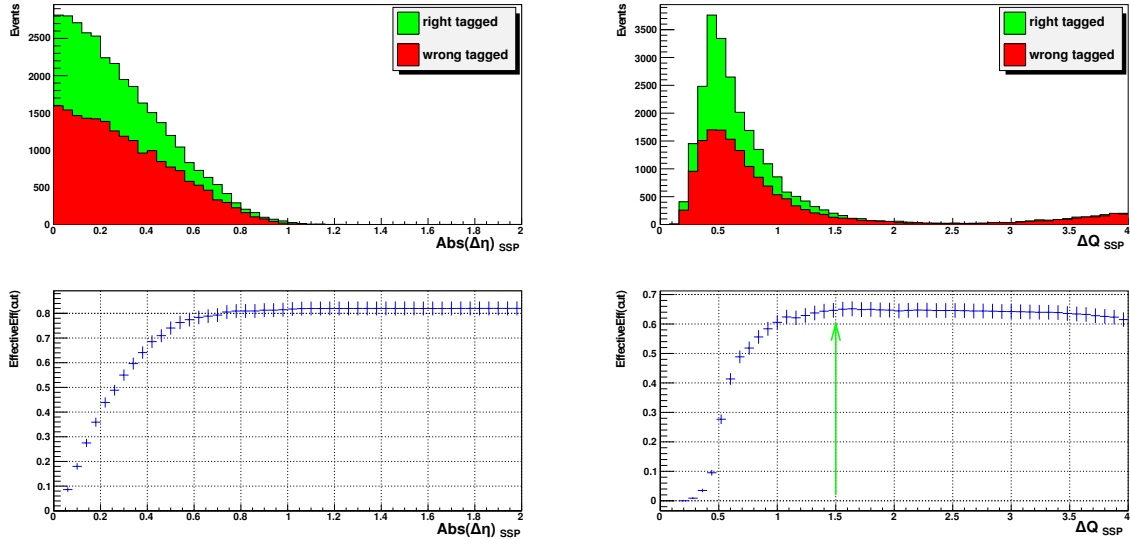 Events
right tagged
wrong tagged
2500
2000
1500
1000
500
0
0 0.2 0.4 0.6 0.8 1 1.2 1.4 1.6 1.8 2
Abs(Δη) SSP
Events
right tagged
wrong tagged
3500
3000
2500
2000
1500
1000
500
0
0 0.5 1 1.5 2 2.5 3 3.5 4
ΔQ SSP
EffectiveEff(cut)
0.8
0.7
0.6
0.5
0.4
0.3
0.2
0.1
0
0 0.2 0.4 0.6 0.8 1 1.2 1.4 1.6 1.8 2
Abs(Δη) SSP
EffectiveEff(cut)
0.7
0.6
0.5
0.4
0.3
0.2
0.1
0
0 0.5 1 1.5 2 2.5 3 3.5 4
ΔQ SSP